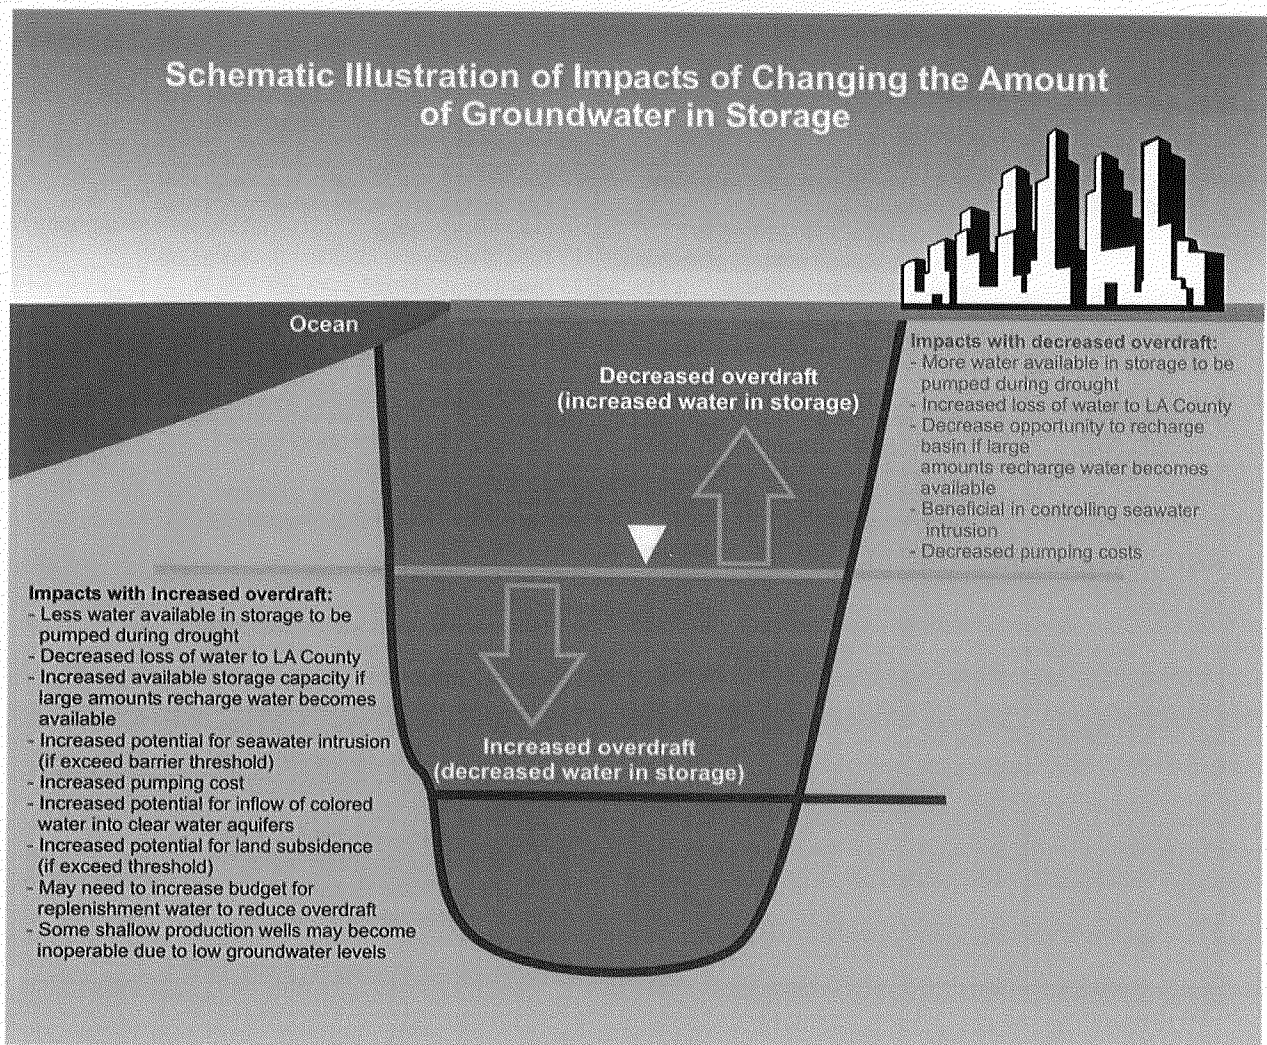 Schematic Illustration of Impacts of Changing the Amount
of Groundwater in Storage
Ocean
Decreased overdraft
(increased water in storage)
Impacts with decreased overdraft:
- More water available in storage to be
pumped during drought
- Increased loss of water to LA County
- Decrease opportunity to recharge
basin if large
amounts recharge water becomes
available
- Beneficial in controlling seawater
intrusion
- Decreased pumping costs
Impacts with increased overdraft:
- Less water available in storage to be
pumped during drought
- Decreased loss of water to LA County
- Increased available storage capacity if
large amounts recharge water becomes
available
- Increased potential for seawater intrusion
(if exceed barrier threshold)
- Increased pumping cost
- Increased potential for inflow of colored
water into clear water aquifers
- Increased potential for land subsidence
(if exceed threshold)
- May need to increase budget for
replenishment water to reduce overdraft
- Some shallow production wells may become
inoperable due to low groundwater levels
Increased overdraft
(decreased water in storage)